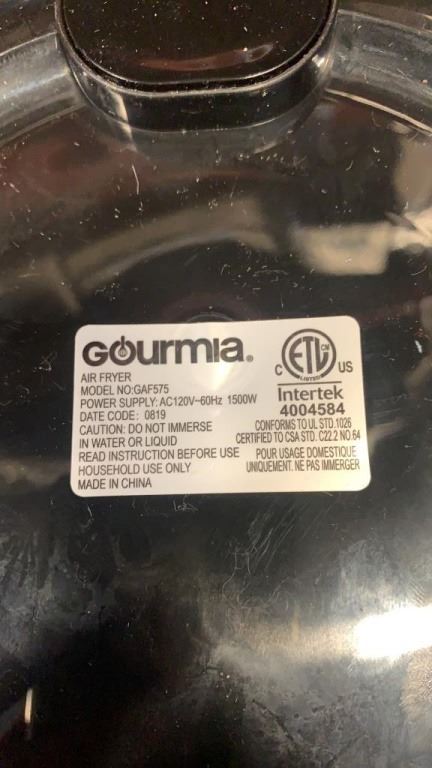 Gourmia®
AIR FRYER
MODEL NO:GAF575
POWER SUPPLY: AC120V~60Hz 1500W
DATE CODE: 0819
CAUTION: DO NOT IMMERSE
IN WATER OR LIQUID
READ INSTRUCTION BEFORE USE
HOUSEHOLD USE ONLY
MADE IN CHINA
C ETL CM US
LISTED
Intertek
4004584
CONFORMS TO UL STD.1026
CERTIFIED TO CSA STD. C22.2 NO.64
POUR USAGE DOMESTIQUE
UNIQUEMENT. NE PAS IMMERGER